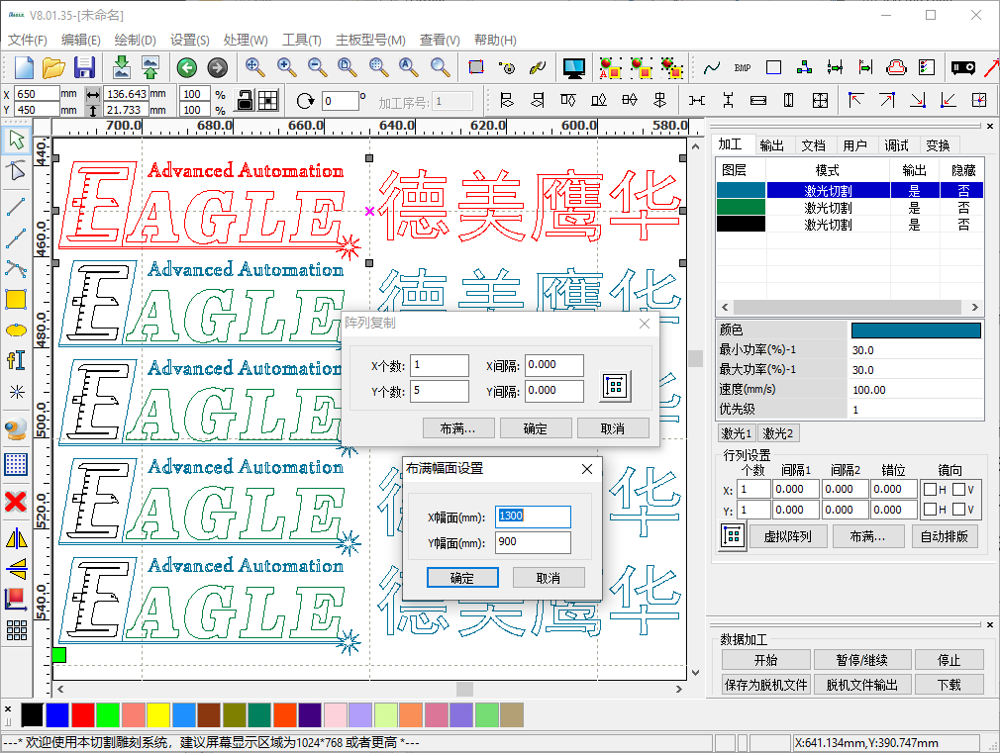 V8.01.35-[未命名]
文件(F) 编辑(E) 绘制(D) 设置(S) 处理(W) 工具(T) 主板型号(M) 查看(V) 帮助(H)
BMP
X 650 mm 136.643 mm 100 %
Y 450 mm 21.733 mm 100 %
0 ° 加工序号: 1
700.0 680.0 660.0 640.0 620.0 600.0 580.0
440.0
460.0
480.0
500.0
520.0
540.0
Advanced Automation
EAGLE 德美鹰华
Advanced Automation
EAGLE 德美鹰华
Advanced Automation
EAGLE
Advanced Automation
EAGLE 华
Advanced Automation
EAGLE 德美鹰华
阵列复制
X个数: 1 X间隔: 0.000
Y个数: 5 Y间隔: 0.000
布满... 确定 取消
布满幅面设置
X幅面(mm): 1300
Y幅面(mm): 900
确定 取消
加工 输出 文档 用户 调试 变换
图层 模式 输出 隐藏
激光切割 是 否
激光切割 是 否
激光切割 是 否
颜色
最小功率(%)-1 30.0
最大功率(%)-1 30.0
速度(mm/s) 100.00
优先级 1
激光1 激光2
行列设置
个数 间隔1 间隔2 错位 镜向
X: 1 0.000 0.000 0.000 H V
Y: 1 0.000 0.000 0.000 H V
虚拟阵列 布满... 自动排版
数据加工
开始 暂停/继续 停止
保存为脱机文件 脱机文件输出 下载
---* 欢迎使用本切割雕刻系统，建议屏幕显示区域为1024*768 或者更高 *---
X:641.134mm,Y:390.747mm